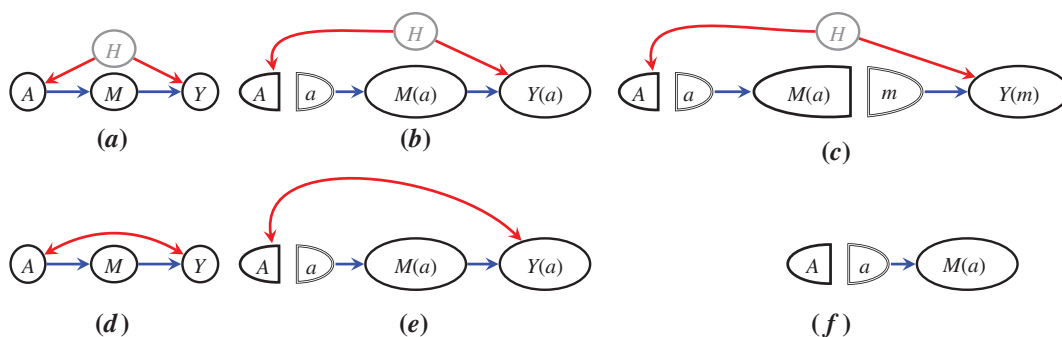 H
A M Y
(a)
H
A a M(a) Y(a)
(b)
H
A a M(a) m Y(m)
(c)
A M Y
(d)
A a M(a) Y(a)
(e)
A a M(a)
(f)